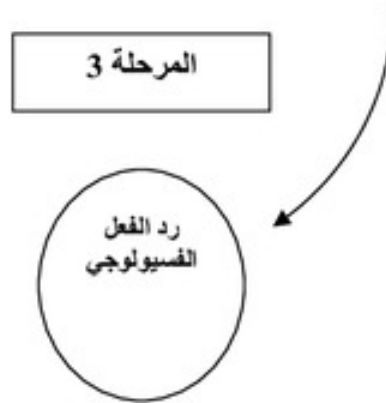 المرحلة 3
رد الفعل
الفسيولوجي